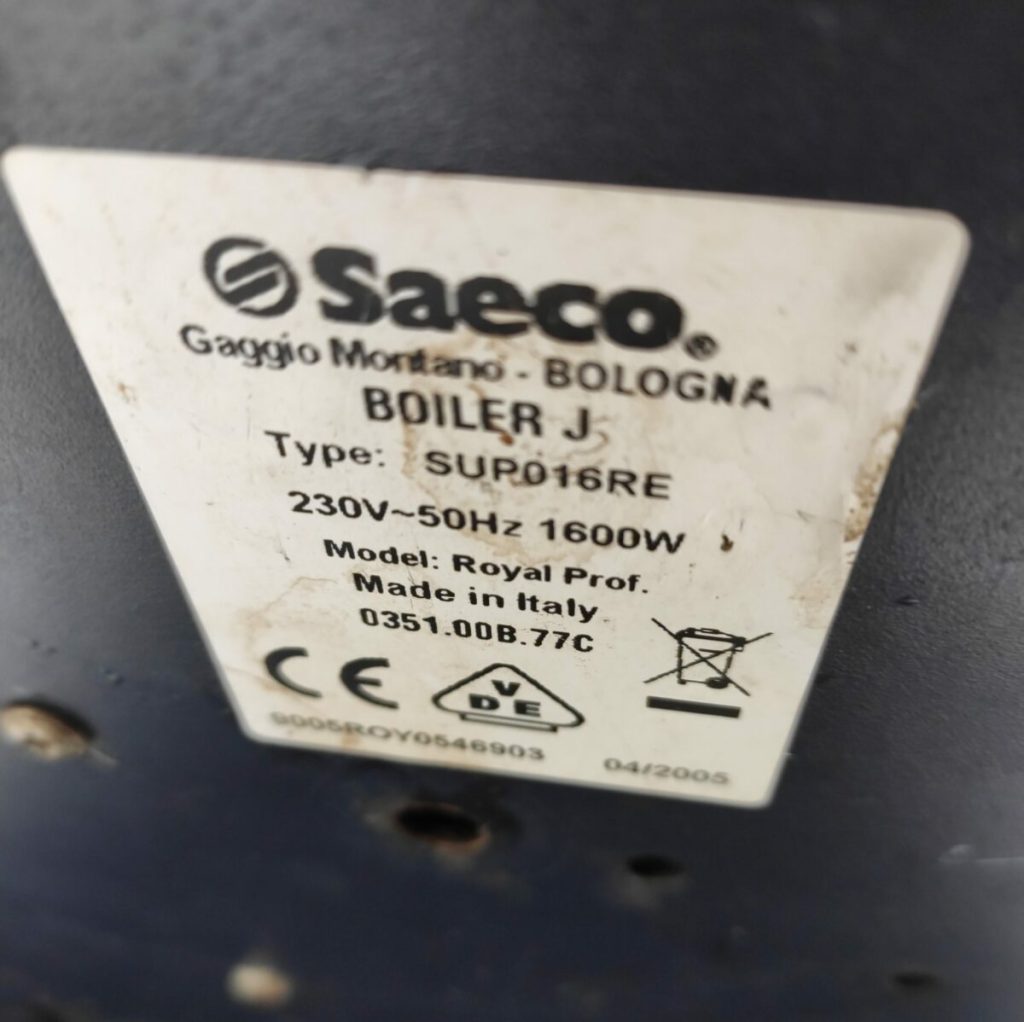 Saeco®
Gaggio Montano - BOLOGNA
BOILER J
Type: SUP016RE
230V~50Hz 1600W
Model: Royal Prof.
Made in Italy
0351.00B.77C
CE
VDE
9005ROY0546903 04/2005